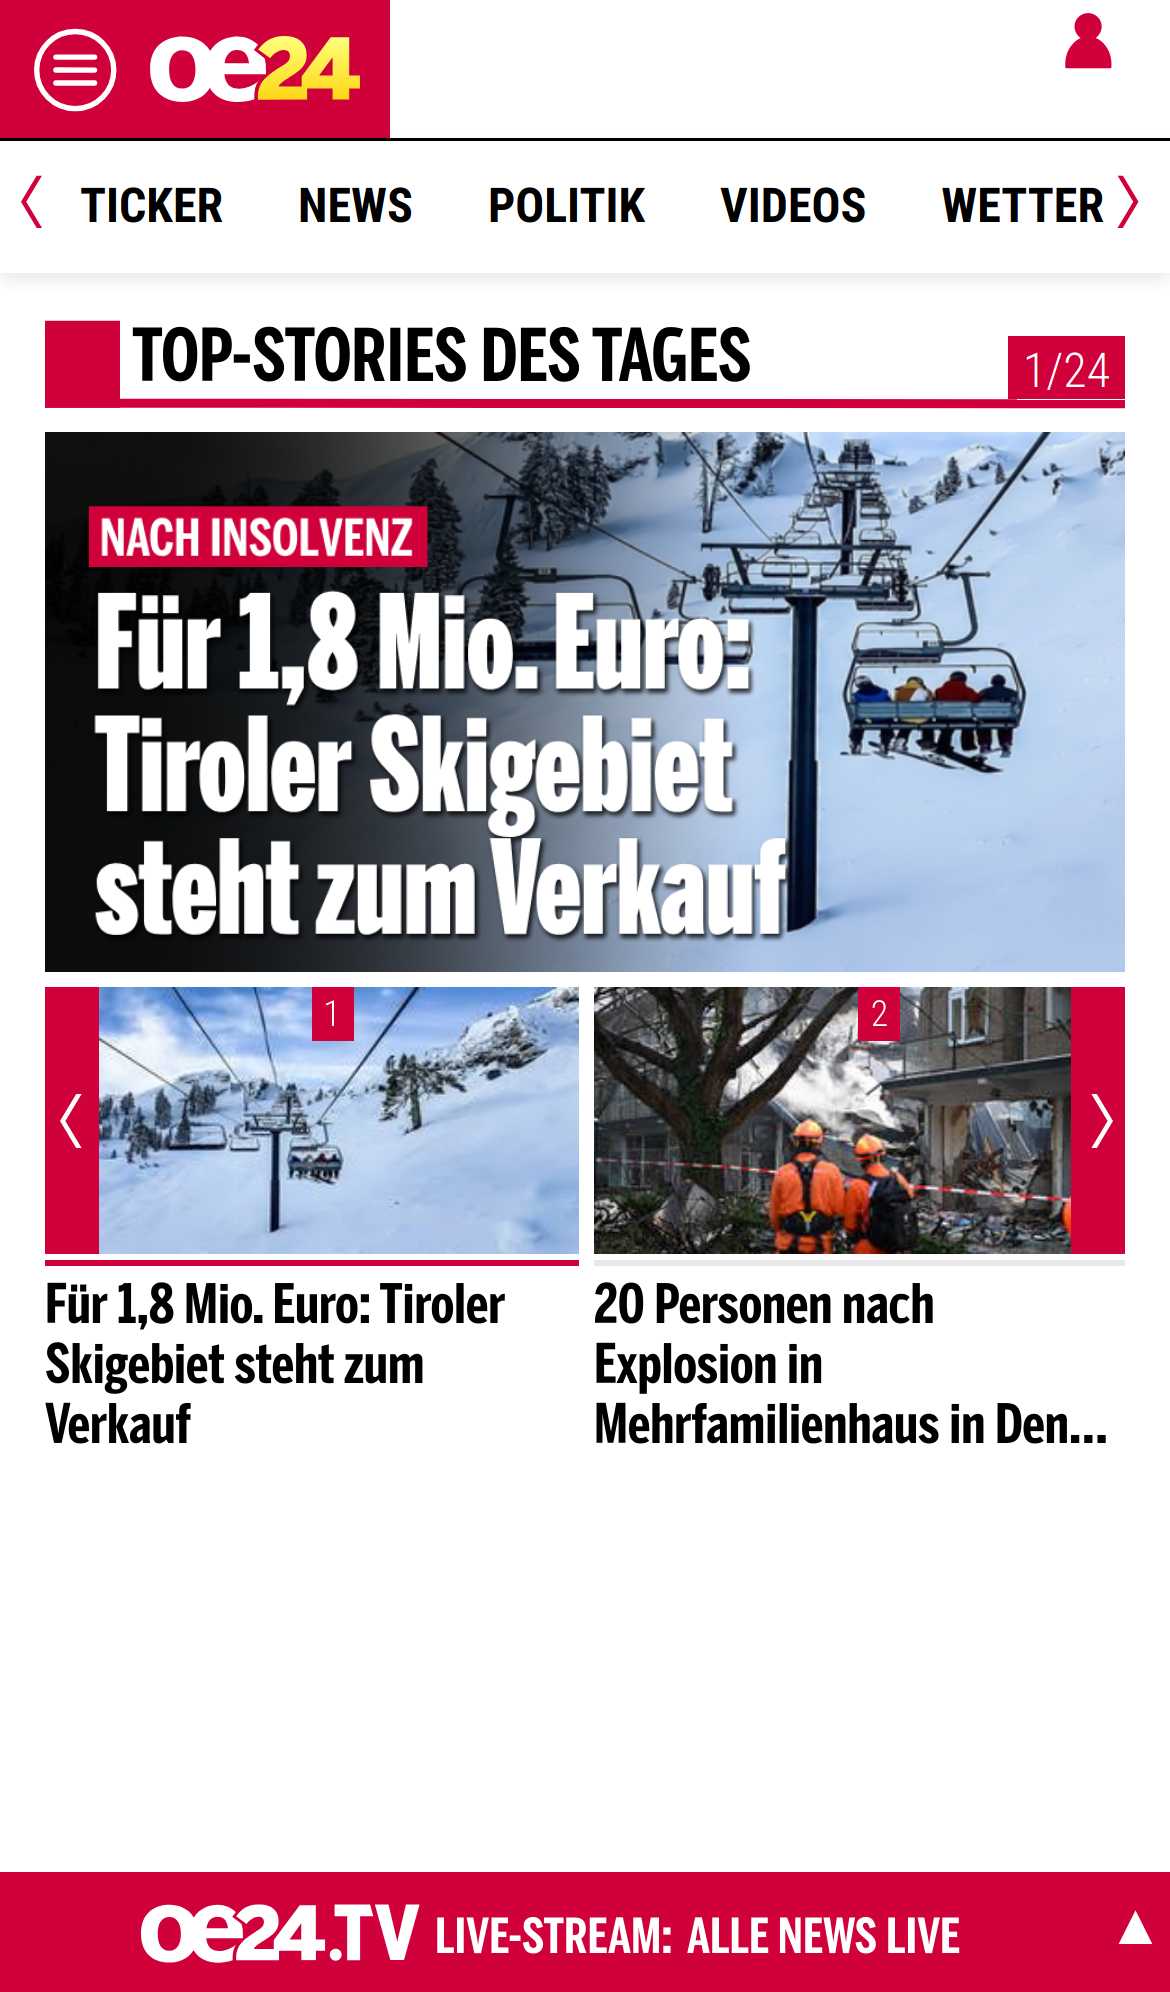 oe24
TICKER NEWS POLITIK VIDEOS WETTER
TOP-STORIES DES TAGES
1/24
NACH INSOLVENZ
Für 1,8 Mio. Euro:
Tiroler Skigebiet
steht zum Verkauf
1
2
Für 1,8 Mio. Euro: Tiroler
Skigebiet steht zum
Verkauf
20 Personen nach
Explosion in
Mehrfamilienhaus in Den...
oe24.TV LIVE-STREAM: ALLE NEWS LIVE